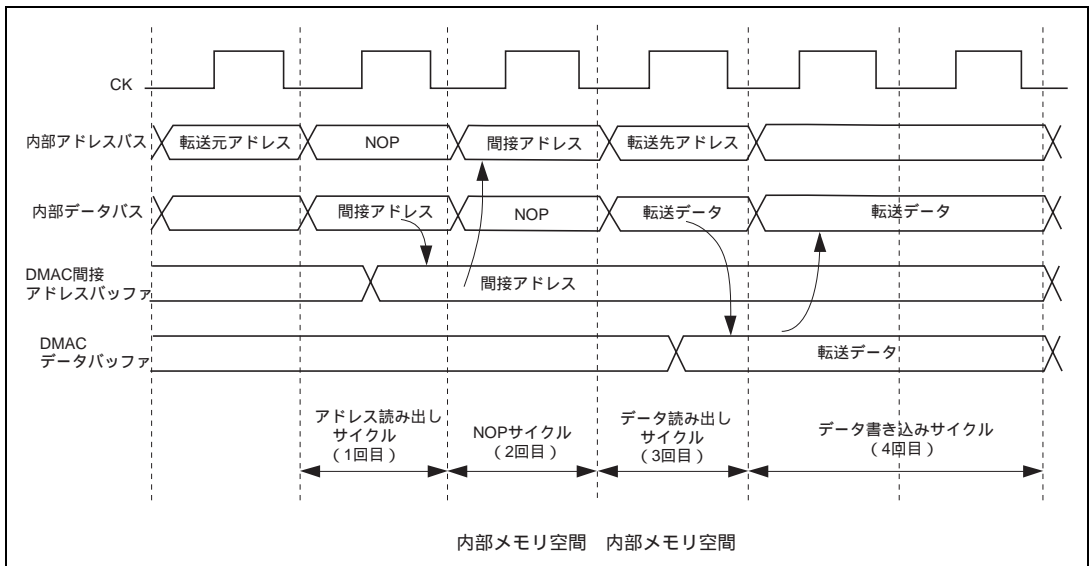 CK
内部アドレスバス
転送元アドレス
NOP
間接アドレス
転送先アドレス
内部データバス
間接アドレス
NOP
転送データ
転送データ
DMAC間接
アドレスバッファ
間接アドレス
DMAC
データバッファ
転送データ
アドレス読み出し
サイクル
(1回目)
NOPサイクル
(2回目)
データ読み出し
サイクル
(3回目)
データ書き込みサイクル
(4回目)
内部メモリ空間 内部メモリ空間